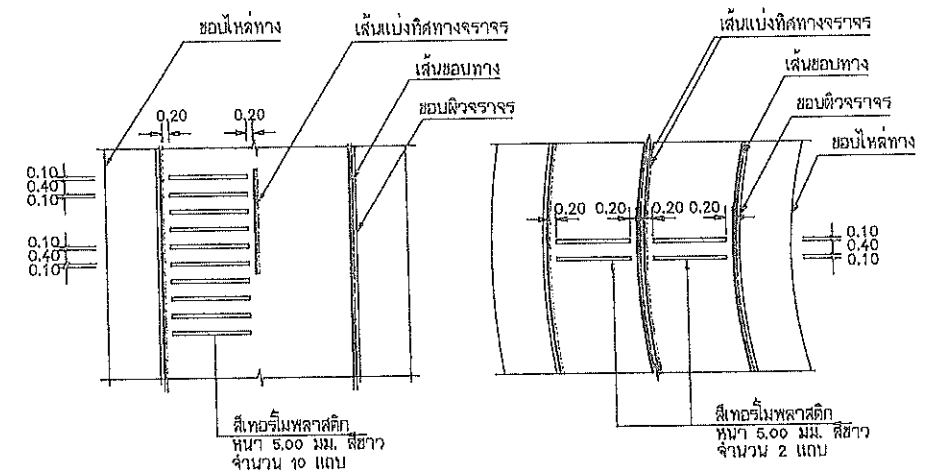 ขอบไหล่ทาง
เส้นแบ่งทิศทางจราจร
เส้นขอบทาง
ขอบผิวจราจร
0.20
0.20
0.10
0.40
0.10
0.10
0.40
0.10
สีเทอร์โมพลาสติก
หนา 5.00 มม. สีขาว
จำนวน 10 แถบ
เส้นแบ่งทิศทางจราจร
เส้นขอบทาง
ขอบผิวจราจร
ขอบไหล่ทาง
0.20 0.20 0.20 0.20
0.10
0.40
0.10
สีเทอร์โมพลาสติก
หนา 5.00 มม. สีขาว
จำนวน 2 แถบ